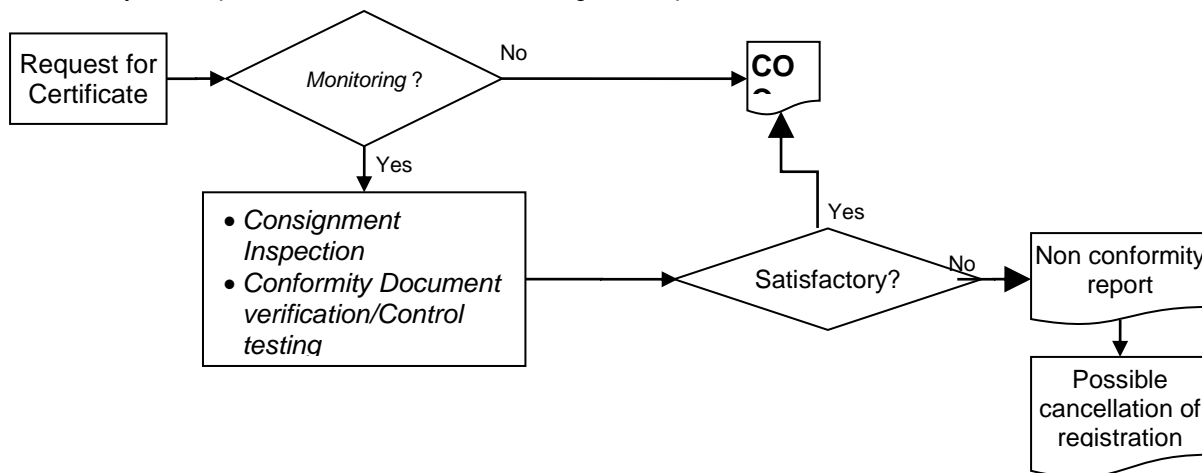 Request for
Certificate
Monitoring ?
No
CO
Yes
• Consignment
Inspection
• Conformity Document
verification/Control
testing
Satisfactory?
Yes
No
Non conformity
report
Possible
cancellation of
registration